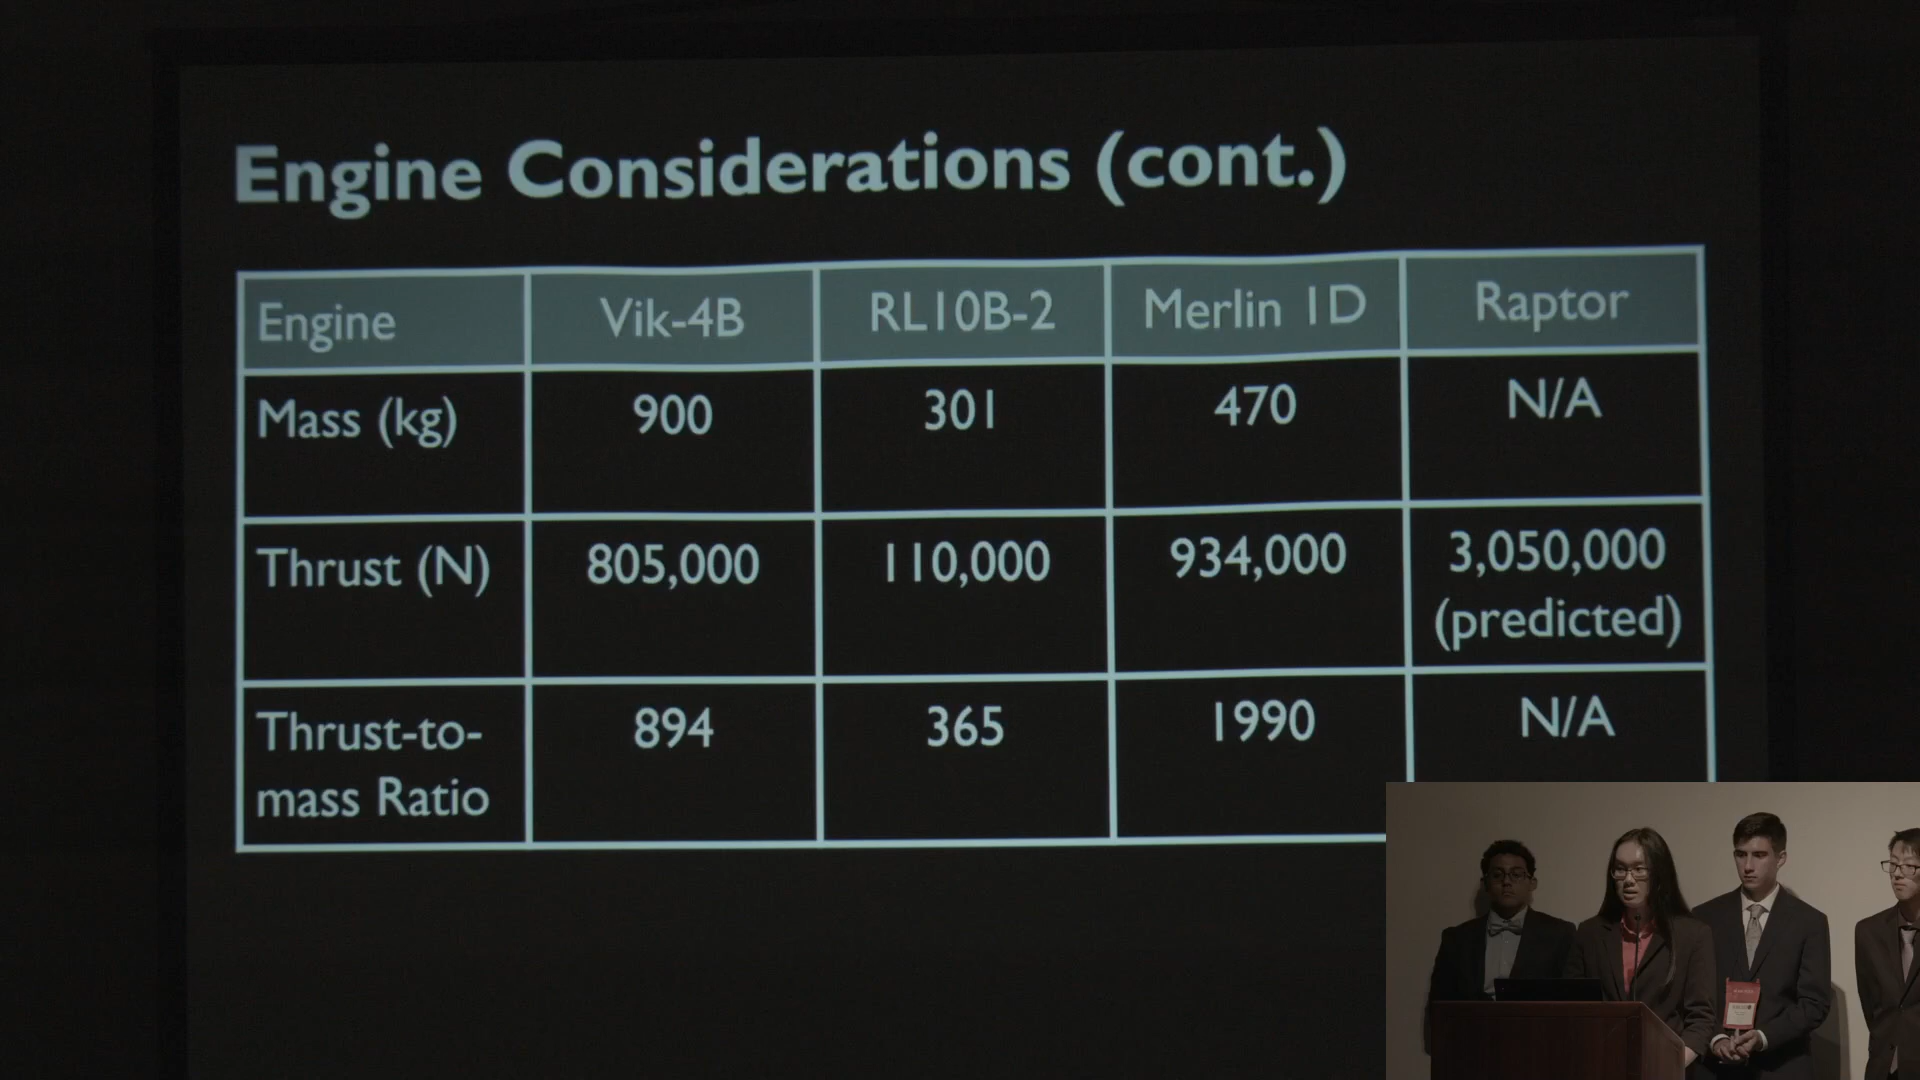 Engine Considerations (cont.)
Engine Vik-4B RL10B-2 Merlin 1D Raptor
Mass (kg) 900 301 470 N/A
Thrust (N) 805,000 110,000 934,000 3,050,000
(predicted)
Thrust-to- 894 365 1990 N/A
mass Ratio